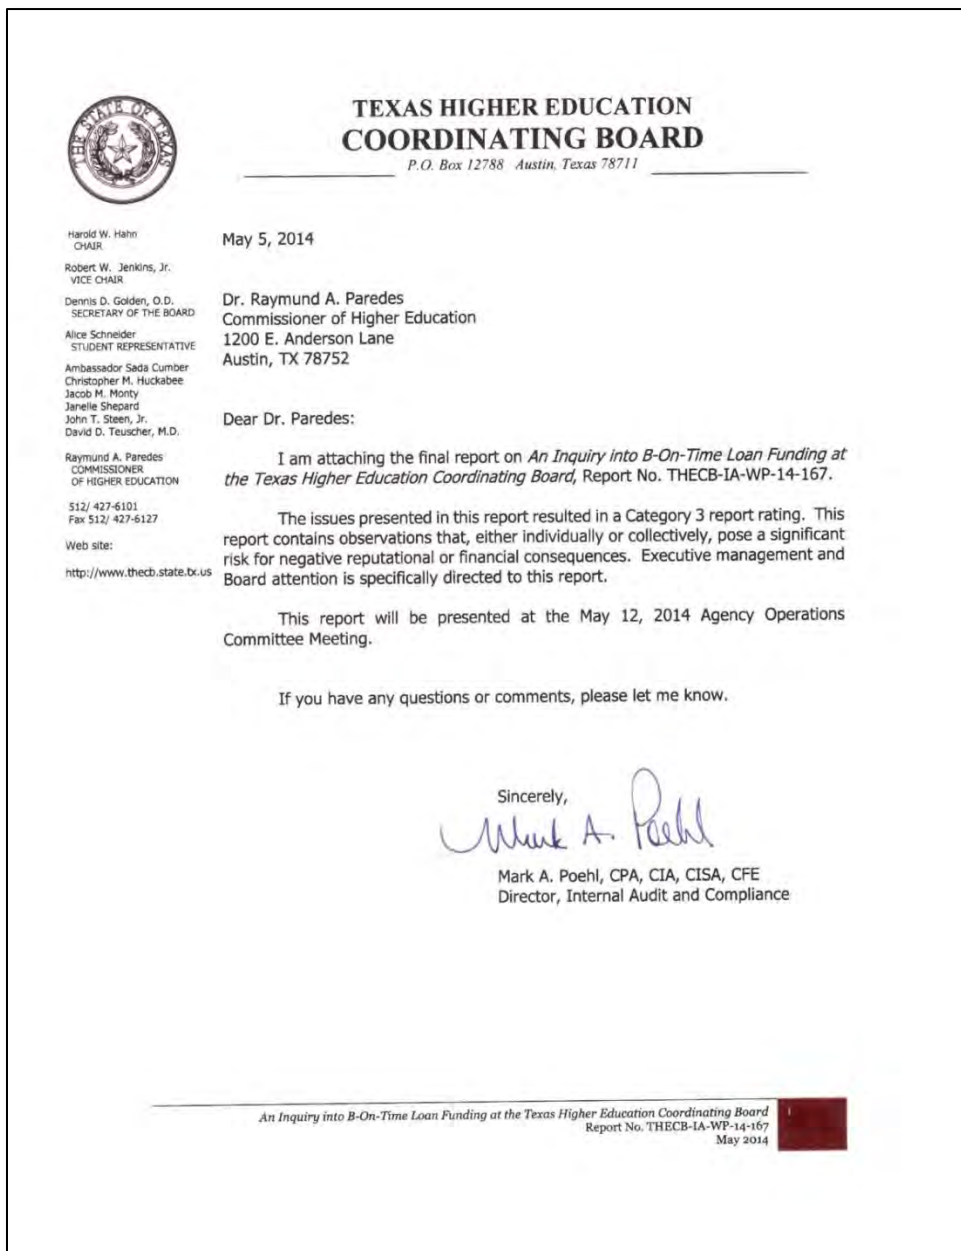 THE STATE OF TEXAS
TEXAS HIGHER EDUCATION
COORDINATING BOARD
P.O. Box 12788 Austin, Texas 78711
Harold W. Hahn
CHAIR
Robert W. Jenkins, Jr.
VICE CHAIR
Dennis D. Golden, O.D.
SECRETARY OF THE BOARD
Alice Schneider
STUDENT REPRESENTATIVE
Ambassador Sada Cumber
Christopher M. Huckabee
Jacob M. Monty
Janelle Shepard
John T. Steen, Jr.
David D. Teuscher, M.D.
Raymund A. Paredes
COMMISSIONER
OF HIGHER EDUCATION
512/ 427-6101
Fax 512/ 427-6127
Web site:
http://www.thecb.state.tx.us
May 5, 2014
Dr. Raymund A. Paredes
Commissioner of Higher Education
1200 E. Anderson Lane
Austin, TX 78752
Dear Dr. Paredes:
I am attaching the final report on An Inquiry into B-On-Time Loan Funding at
the Texas Higher Education Coordinating Board, Report No. THECB-IA-WP-14-167.
The issues presented in this report resulted in a Category 3 report rating. This
report contains observations that, either individually or collectively, pose a significant
risk for negative reputational or financial consequences. Executive management and
Board attention is specifically directed to this report.
This report will be presented at the May 12, 2014 Agency Operations
Committee Meeting.
If you have any questions or comments, please let me know.
Sincerely,
Mark A. Poehl
Mark A. Poehl, CPA, CIA, CISA, CFE
Director, Internal Audit and Compliance
An Inquiry into B-On-Time Loan Funding at the Texas Higher Education Coordinating Board
Report No. THECB-IA-WP-14-167
May 2014
1